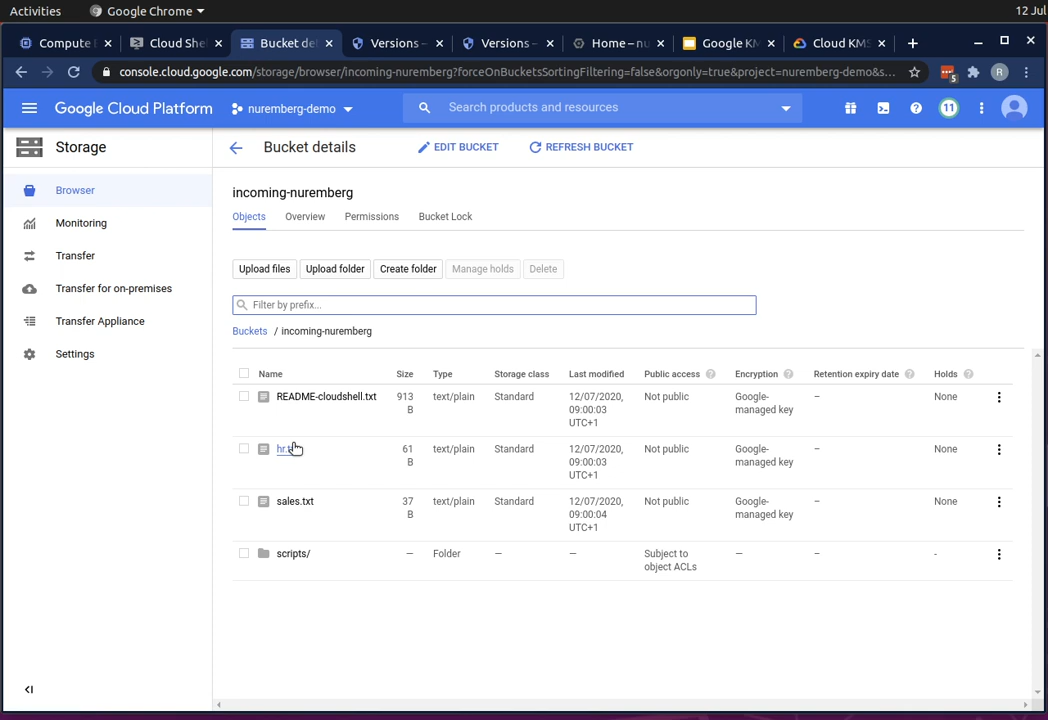 Activities
Google Chrome
12 Jul
Compute E
Cloud She
Bucket de
Versions –
Versions –
Home – nu
Google KM
Cloud KMS
console.cloud.google.com/storage/browser/incoming-nuremberg?forceOnBucketsSortingFiltering=false&orgonly=true&project=nuremberg-demo&s...
5
R
Google Cloud Platform
nuremberg-demo
Search products and resources
11
Storage
Bucket details
EDIT BUCKET
REFRESH BUCKET
Browser
Monitoring
Transfer
Transfer for on-premises
Transfer Appliance
Settings
incoming-nuremberg
Objects
Overview
Permissions
Bucket Lock
Upload files
Upload folder
Create folder
Manage holds
Delete
Filter by prefix...
Buckets / incoming-nuremberg
Name
Size
Type
Storage class
Last modified
Public access
Encryption
Retention expiry date
Holds
README-cloudshell.txt
913
B
text/plain
Standard
12/07/2020,
09:00:03
UTC+1
Not public
Google-
managed key
–
None
61
B
text/plain
Standard
12/07/2020,
09:00:03
UTC+1
Not public
Google-
managed key
–
None
sales.txt
37
B
text/plain
Standard
12/07/2020,
09:00:04
UTC+1
Not public
Google-
managed key
–
None
scripts/
—
Folder
—
—
Subject to
object ACLs
—
–
-